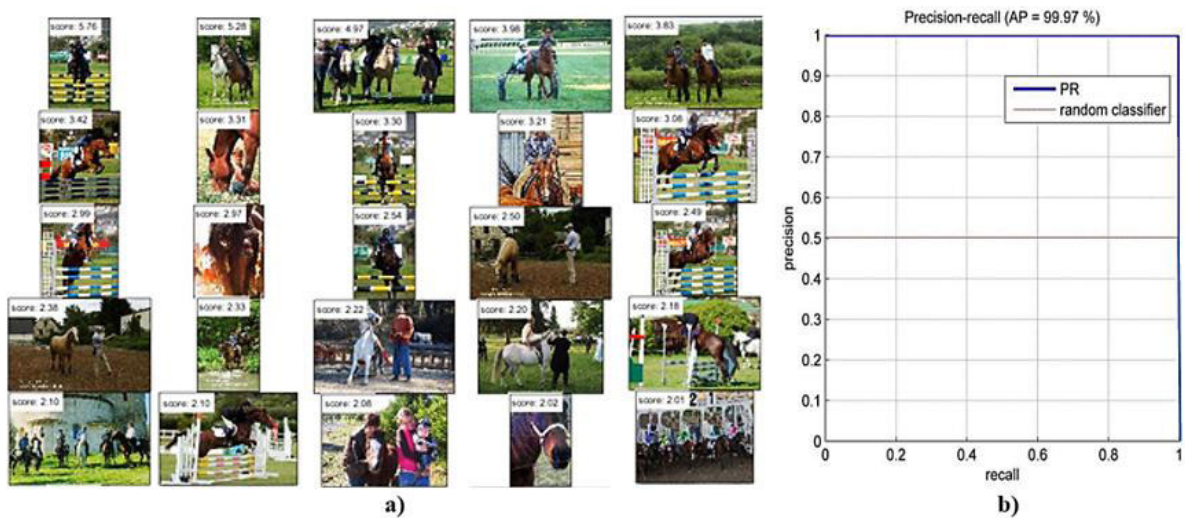 score: 5.76
score: 5.28
score: 4.97
score: 3.98
score: 3.83
score: 3.42
score: 3.31
score: 3.30
score: 3.21
score: 3.08
score: 2.99
score: 2.97
score: 2.54
score: 2.50
score: 2.49
score: 2.38
score: 2.33
score: 2.22
score: 2.20
score: 2.18
score: 2.10
score: 2.10
score: 2.08
score: 2.02
score: 2.01
2 1
a)
Precision-recall (AP = 99.97 %)
PR
random classifier
precision
1
0.9
0.8
0.7
0.6
0.5
0.4
0.3
0.2
0.1
0
0 0.2 0.4 0.6 0.8 1
recall
b)